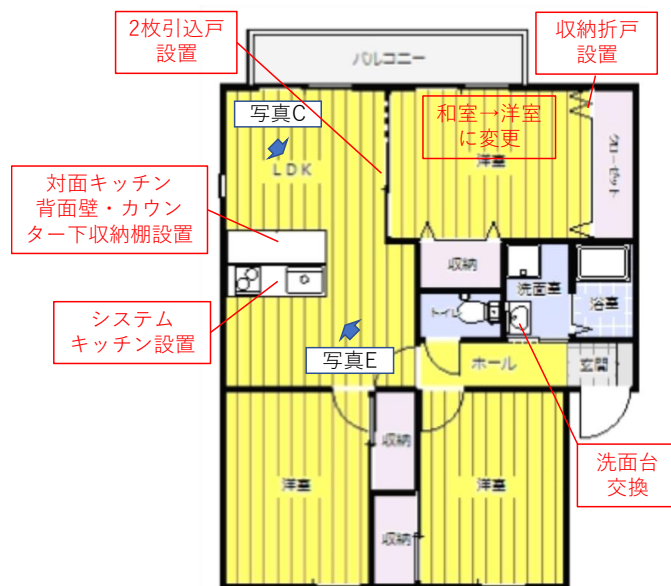 2枚引込戸
設置
収納折戸
設置
バルコニー
写真C
和室→洋室
に変更
洋室
クローゼット
LDK
対面キッチン
背面壁・カウン
ター下収納棚設置
収納
洗面室
浴室
トイレ
システム
キッチン設置
写真E
ホール
玄関
洗面台
交換
収納
洋室
洋室
収納